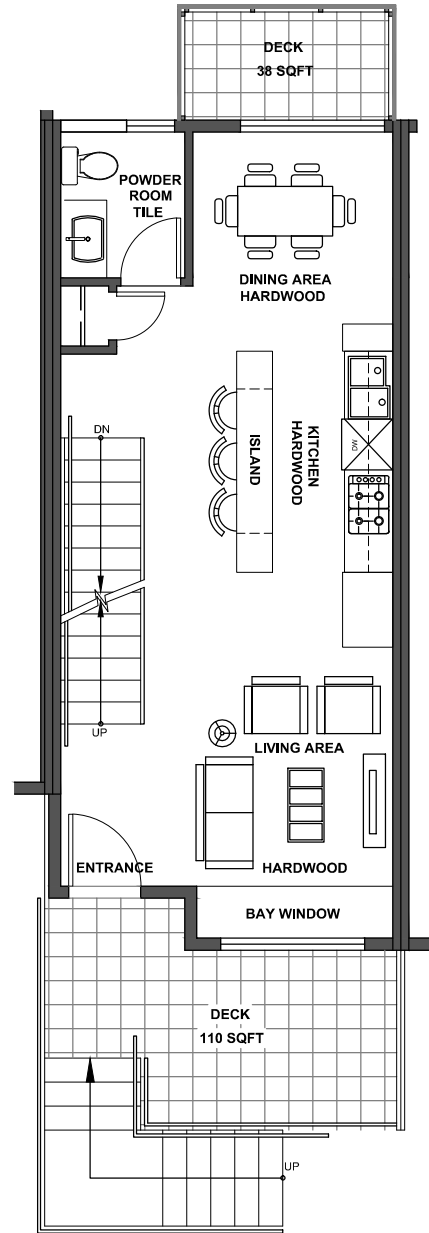 DECK
38 SQFT
POWDER
ROOM
TILE
DINING AREA
HARDWOOD
DN
ISLAND
KITCHEN
HARDWOOD
DW
UP
LIVING AREA
ENTRANCE
HARDWOOD
BAY WINDOW
DECK
110 SQFT
UP